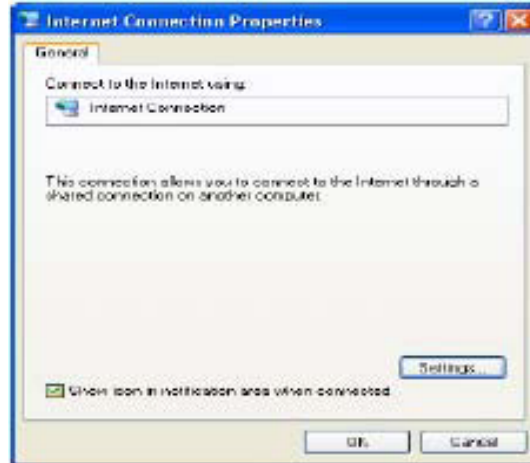 Internet Connection Properties
General
Connect to the Internet using:
Internet Connection
This connection allows you to connect to the Internet through a
shared connection on another computer.
Settings...
Show icon in notification area when connected
OK
Cancel